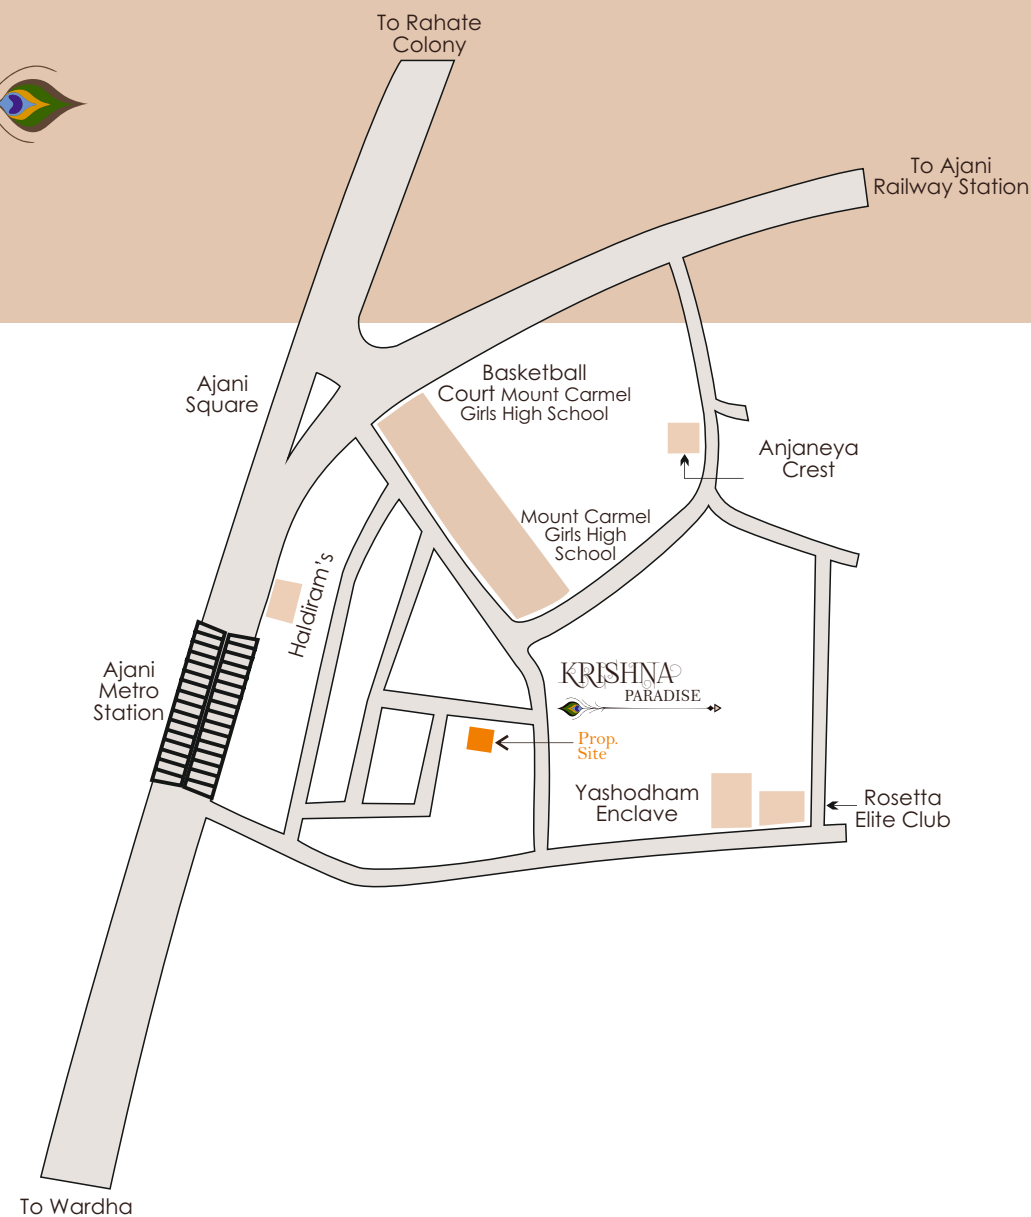 To Rahate
Colony
To Ajani
Railway Station
Ajani
Square
Basketball
Court Mount Carmel
Girls High School
Anjaneya
Crest
Mount Carmel
Girls High
School
Haldiram's
Ajani
Metro
Station
KRISHNA
PARADISE
Prop.
Site
Yashodham
Enclave
Rosetta
Elite Club
To Wardha